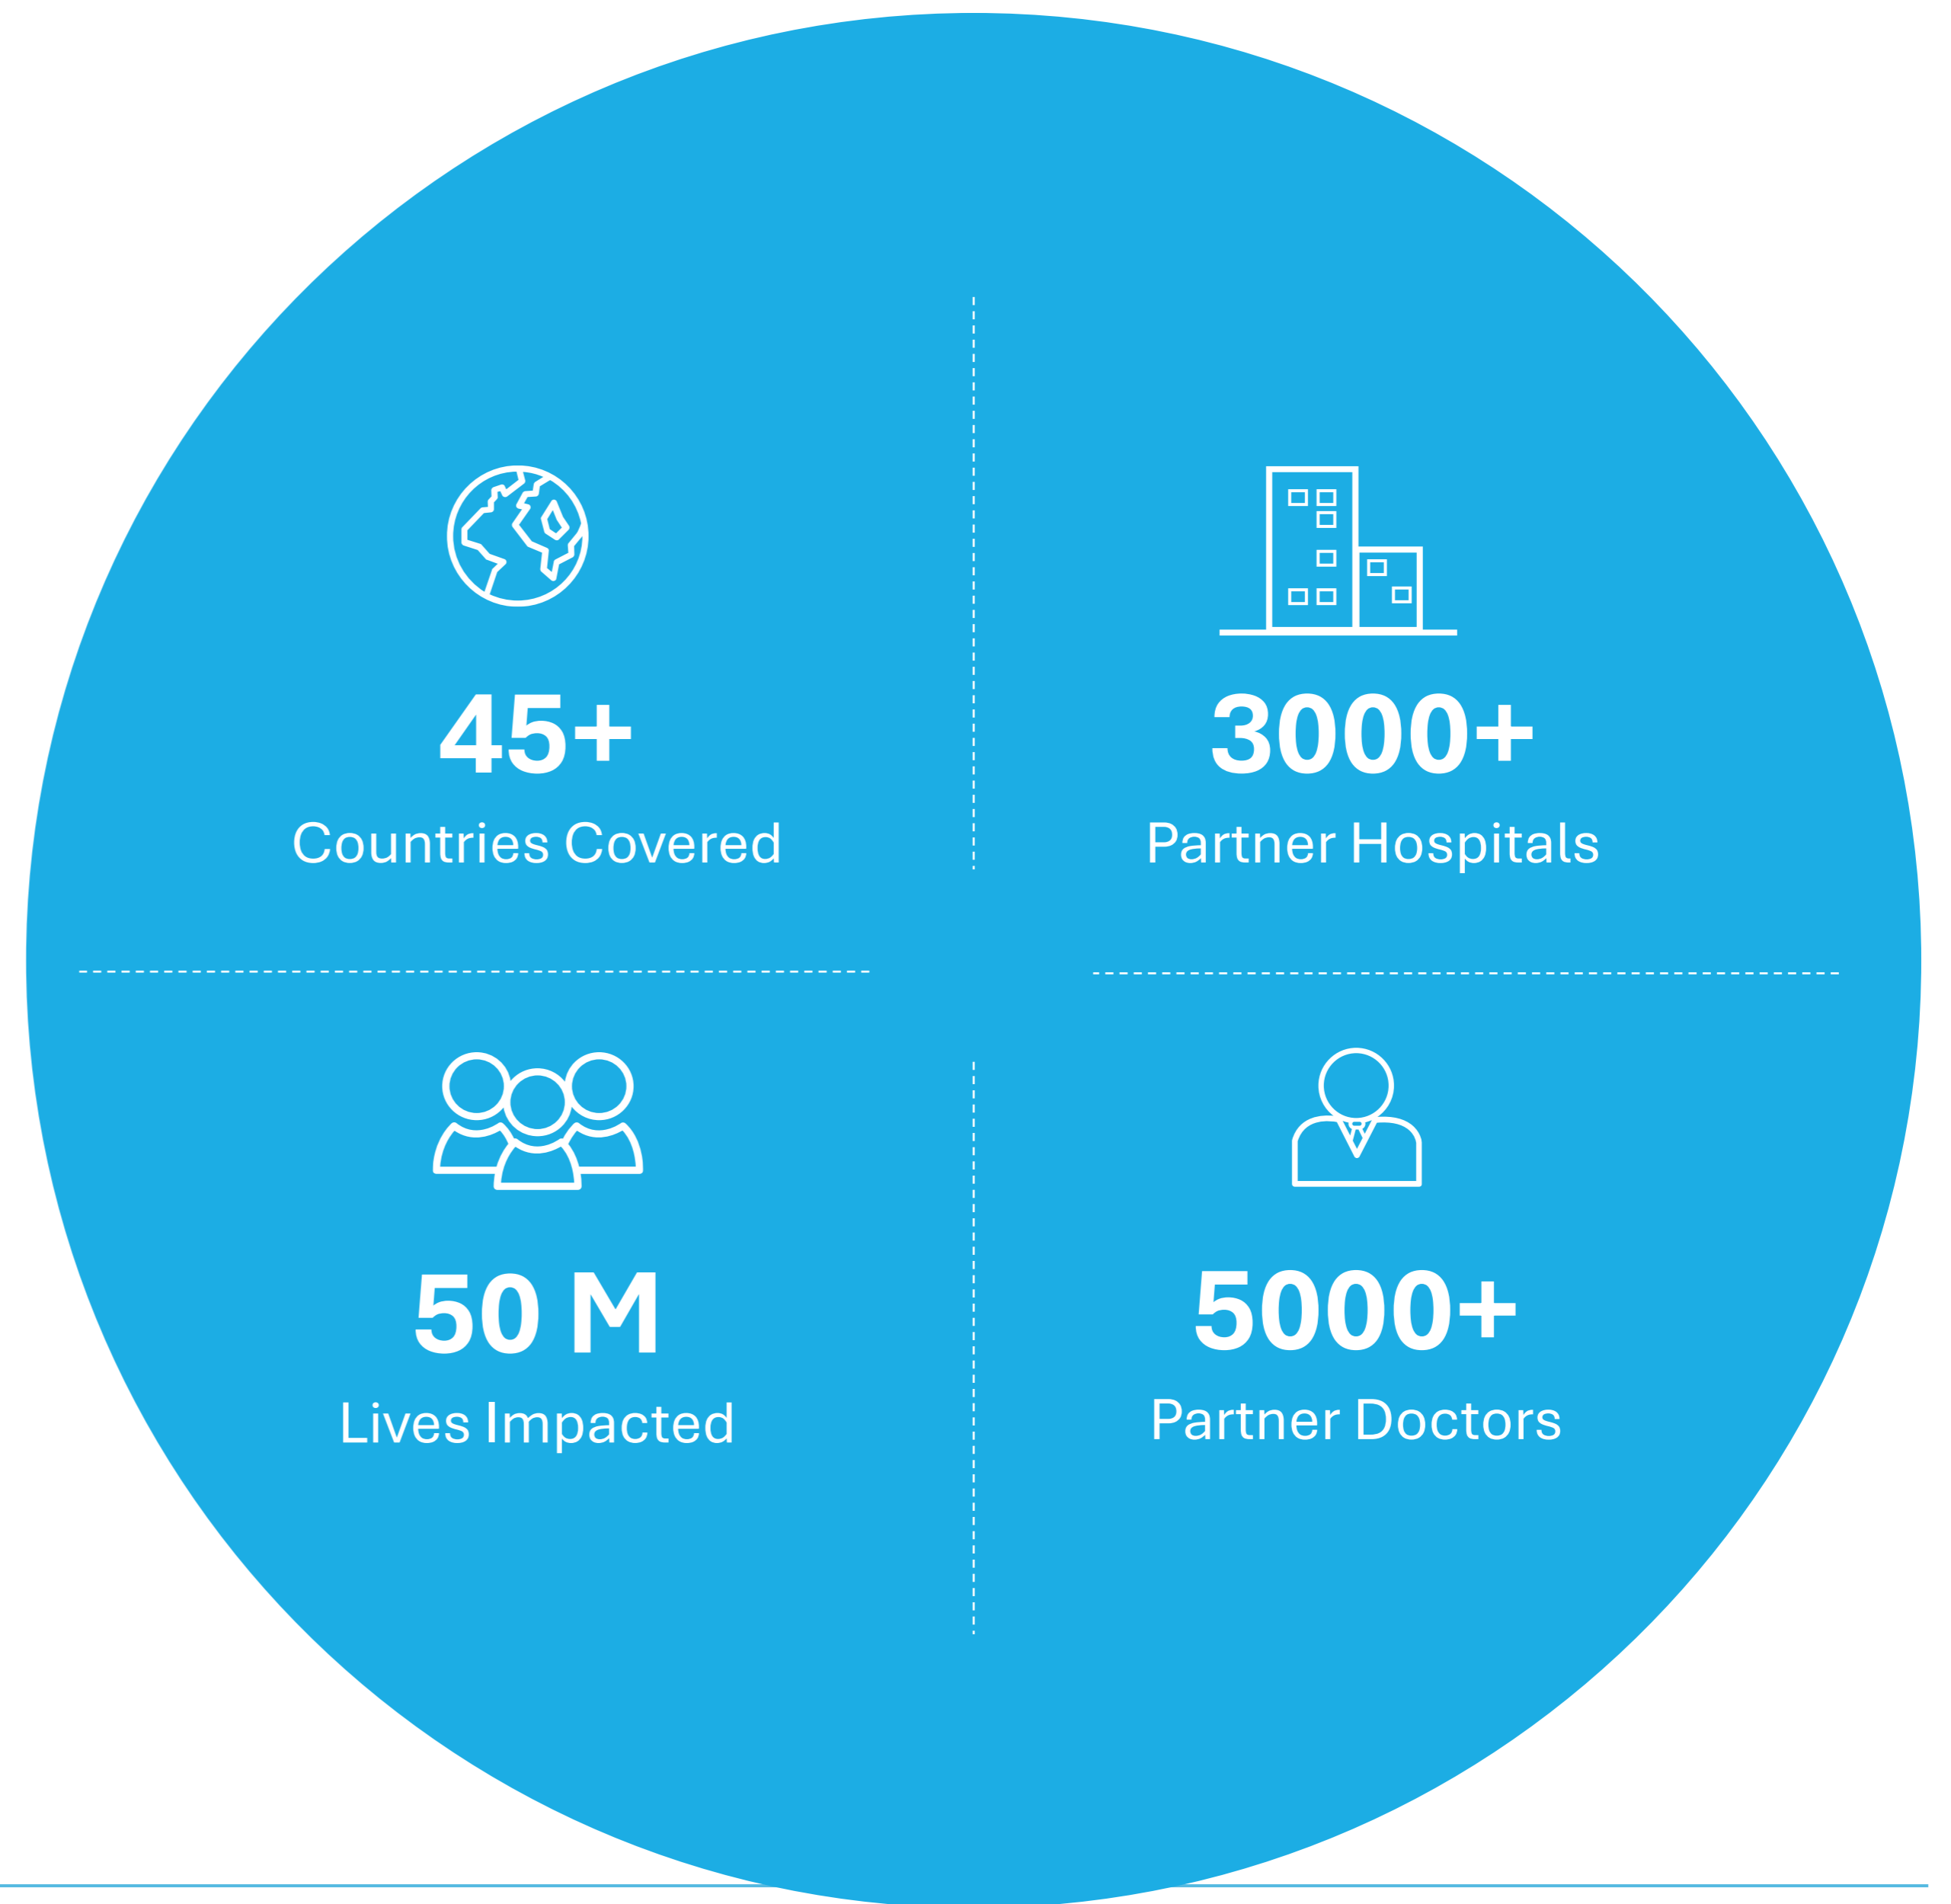 45+
Countries Covered
3000+
Partner Hospitals
50 M
Lives Impacted
5000+
Partner Doctors